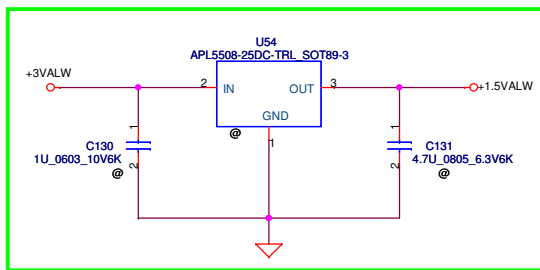 U54
APL5508-25DC-TRL_SOT89-3
+3VALW
2
IN
OUT
3
+1.5VALW
GND
@
1
1
C130
1U_0603_10V6K
@
2
1
C131
4.7U_0805_6.3V6K
@
2